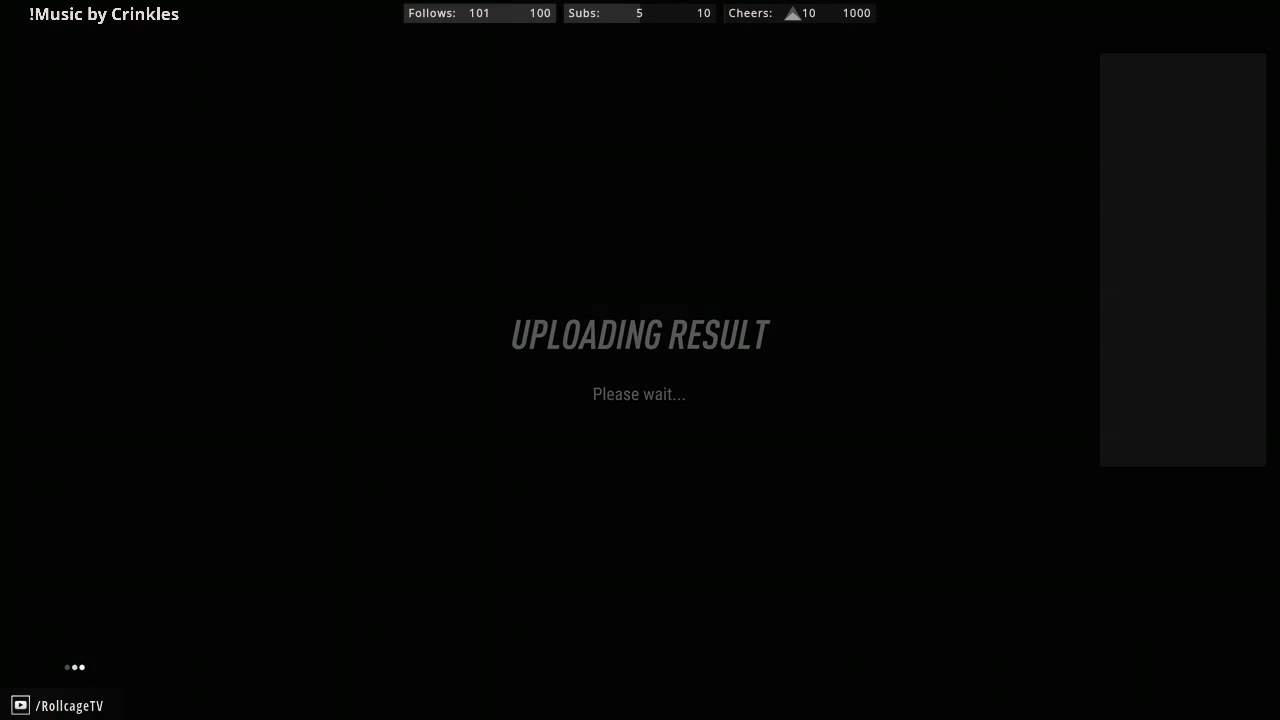 !Music by Crinkles
Follows: 101 100
Subs: 5 10
Cheers: 10 1000
UPLOADING RESULT
Please wait...
/RollcageTV